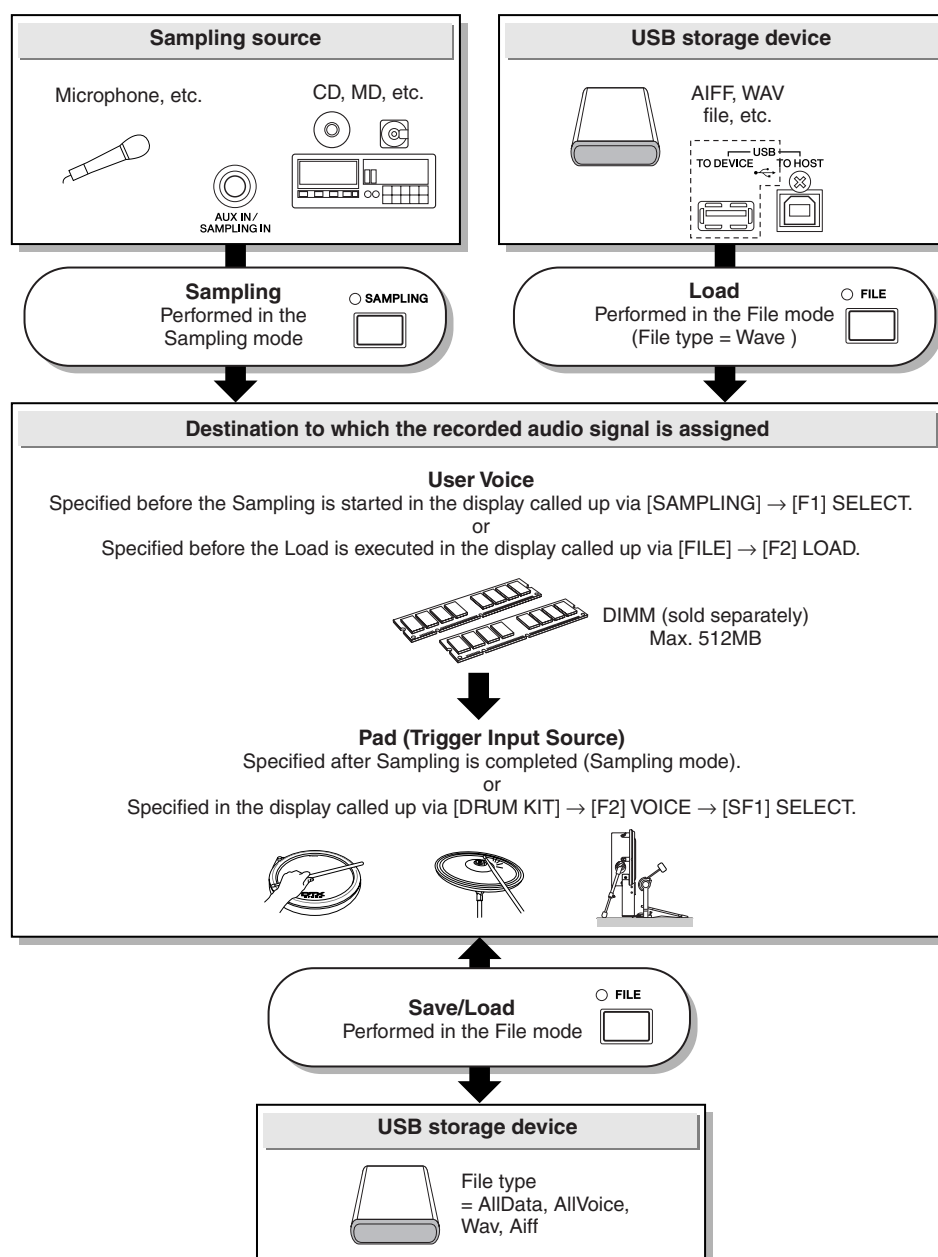 Sampling source
Microphone, etc.
CD, MD, etc.
AUX IN/
SAMPLING IN
USB storage device
AIFF, WAV
file, etc.
USB
TO DEVICE
TO HOST
Sampling
Performed in the
Sampling mode
SAMPLING
Load
Performed in the File mode
(File type = Wave )
FILE
Destination to which the recorded audio signal is assigned
User Voice
Specified before the Sampling is started in the display called up via [SAMPLING] → [F1] SELECT.
or
Specified before the Load is executed in the display called up via [FILE] → [F2] LOAD.
DIMM (sold separately)
Max. 512MB
Pad (Trigger Input Source)
Specified after Sampling is completed (Sampling mode).
or
Specified in the display called up via [DRUM KIT] → [F2] VOICE → [SF1] SELECT.
Save/Load
Performed in the File mode
FILE
USB storage device
File type
= AllData, AllVoice,
Wav, Aiff